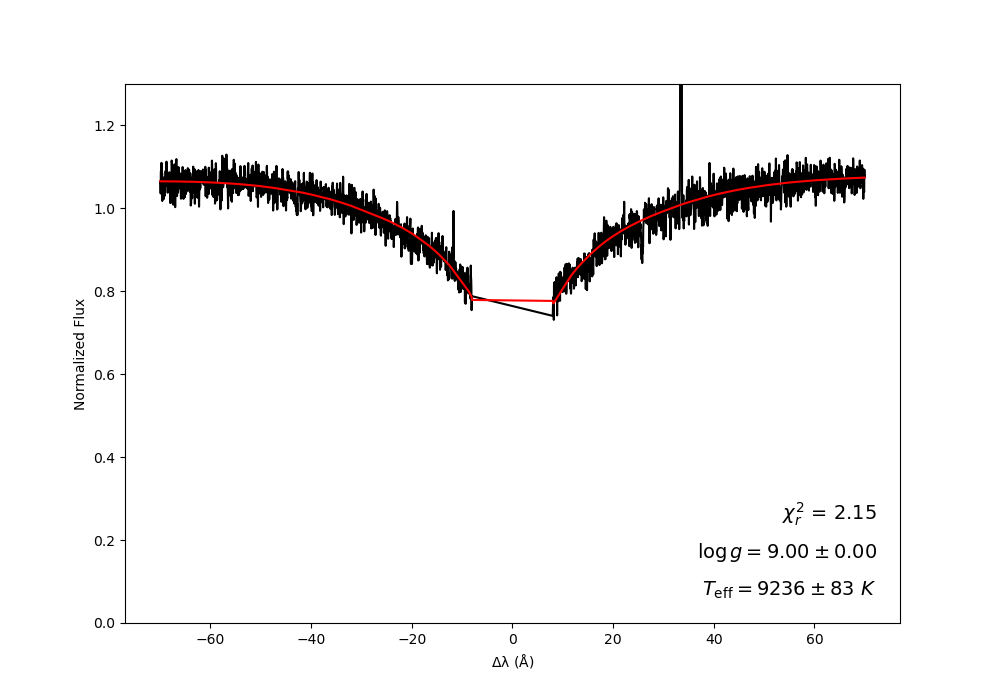 1.2
1.0
0.8
0.6
0.4
0.2
0.0
Normalized Flux
χ²ᵣ = 2.15
log g = 9.00 ± 0.00
T_eff = 9236 ± 83 K
−60 −40 −20 0 20 40 60
Δλ (Å)